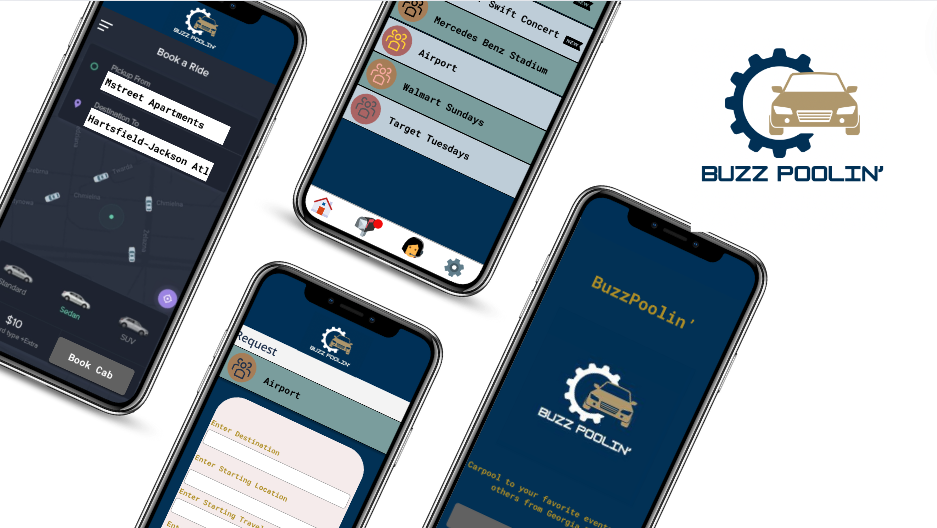 BUZZ POOLIN'
Book a Ride
Pickup From
Mstreet Apartments
Destination To
Hartsfield-Jackson Atl
Standard
Sedan
SUV
$10
Book Cab
Swift Concert
NEW
Mercedes Benz Stadium
Airport
Walmart Sundays
Target Tuesdays
BUZZ POOLIN'
BUZZ POOLIN'
Request
Airport
Enter Destination
Enter Starting Location
Enter Starting Travel
BuzzPoolin'
BUZZ POOLIN'
Carpool to your favorite event
others from Georgia